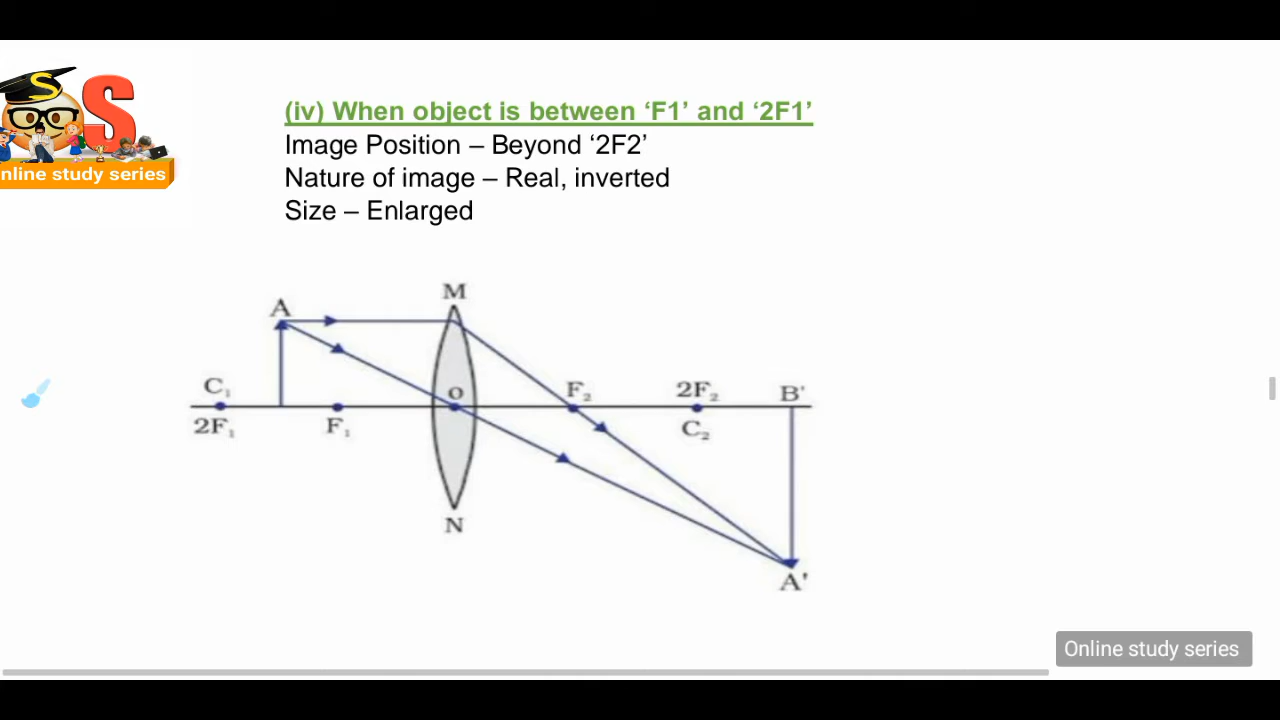 S
S
nline study series
(iv) When object is between ‘F1’ and ‘2F1’
Image Position – Beyond ‘2F2’
Nature of image – Real, inverted
Size – Enlarged
A
M
C₁
O
F₂
2F₂
B'
2F₁
F₁
C₂
N
A'
Online study series